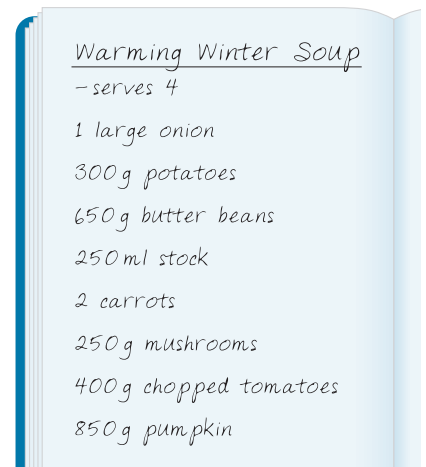 Warming Winter Soup
- serves 4
1 large onion
300g potatoes
650g butter beans
250ml stock
2 carrots
250g mushrooms
400g chopped tomatoes
850g pumpkin